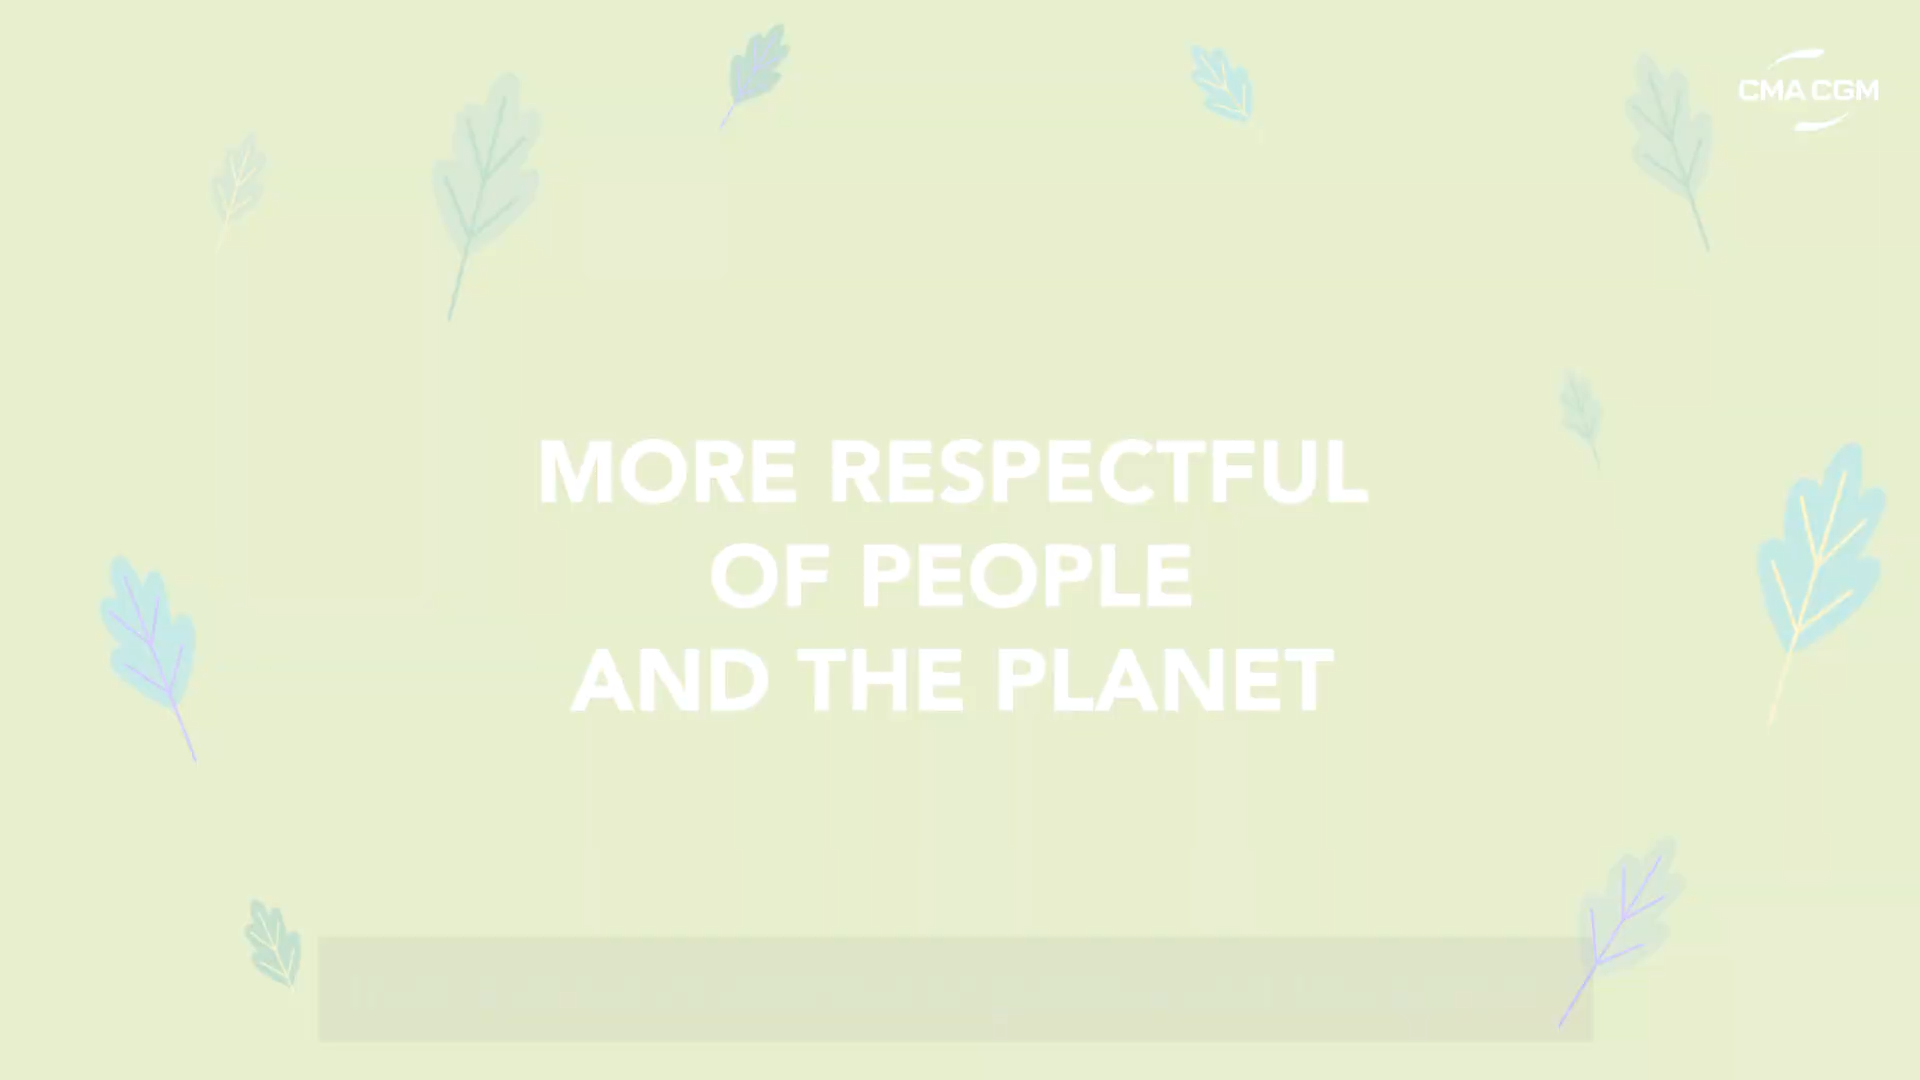 CMA CGM
MORE RESPECTFUL
OF PEOPLE
AND THE PLANET